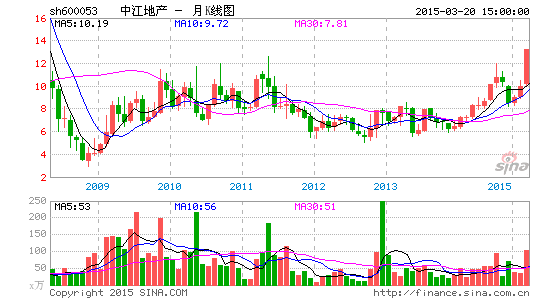 sh600053 中江地产 - 月K线图 2015-03-20 15:00:00
MA5:10.19 MA10:9.72 MA30:7.81
16
14
12
10
8
6
4
2
sina
2009 2010 2011 2012 2013 2015
250
200
150
100
50
x万
MA5:53 MA10:56 MA30:51
Copyright 2015 SINA.COM http://finance.sina.com.cn